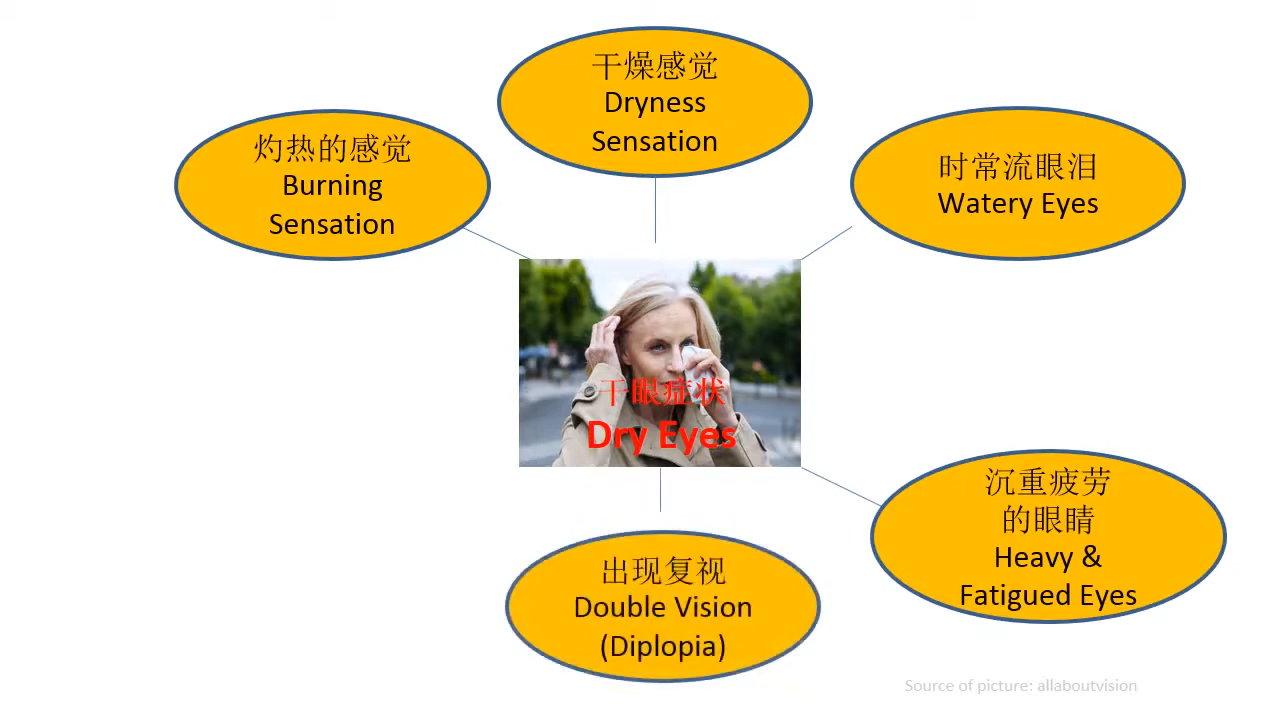 干燥感觉
Dryness
Sensation
灼热的感觉
Burning
Sensation
时常流眼泪
Watery Eyes
干眼症状
Dry Eyes
沉重疲劳
的眼睛
Heavy &
Fatigued Eyes
出现复视
Double Vision
(Diplopia)
Source of picture: allaboutvision